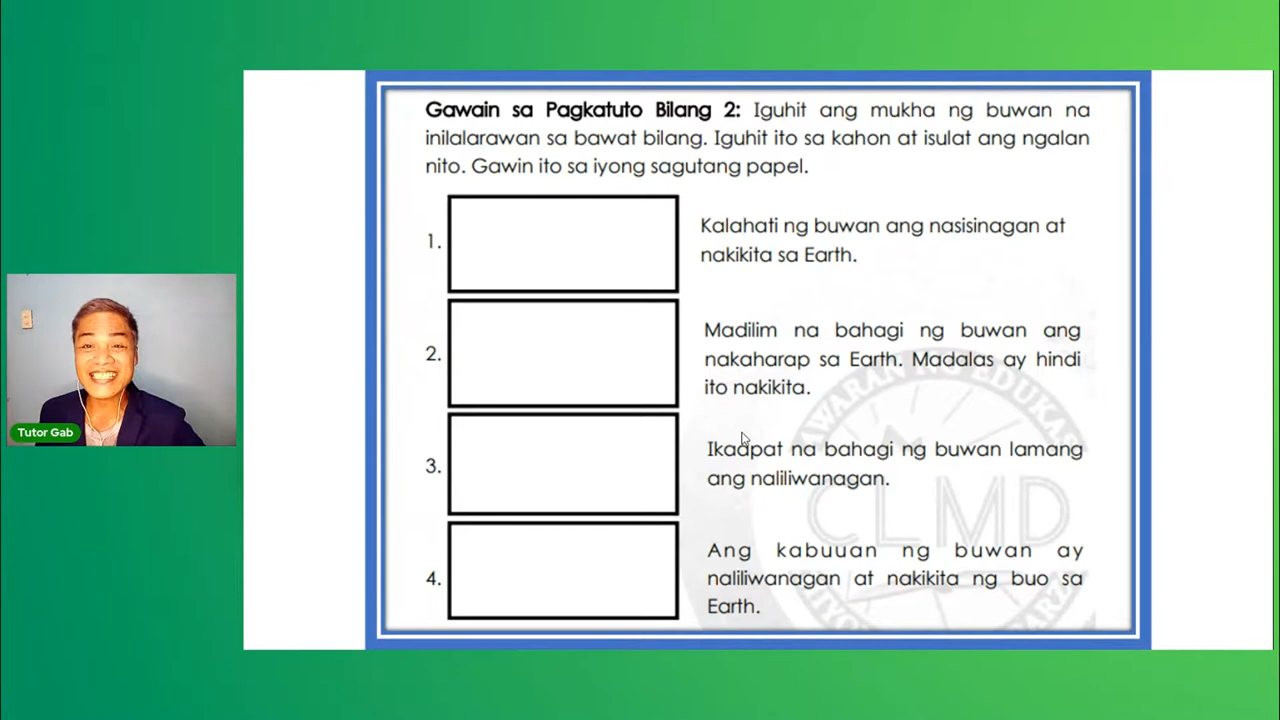 Gawain sa Pagkatuto Bilang 2: Iguhit ang mukha ng buwan na
inilalarawan sa bawat bilang. Iguhit ito sa kahon at isulat ang ngalan
nito. Gawin ito sa iyong sagutang papel.
1.
Kalahati ng buwan ang nasisinagan at
nakikita sa Earth.
2.
Madilim na bahagi ng buwan ang
nakaharap sa Earth. Madalas ay hindi
ito nakikita.
3.
Ikaapat na bahagi ng buwan lamang
ang naliliwanagan.
4.
Ang kabuuan ng buwan ay
naliliwanagan at nakikita ng buo sa
Earth.
CLMD
Tutor Gab